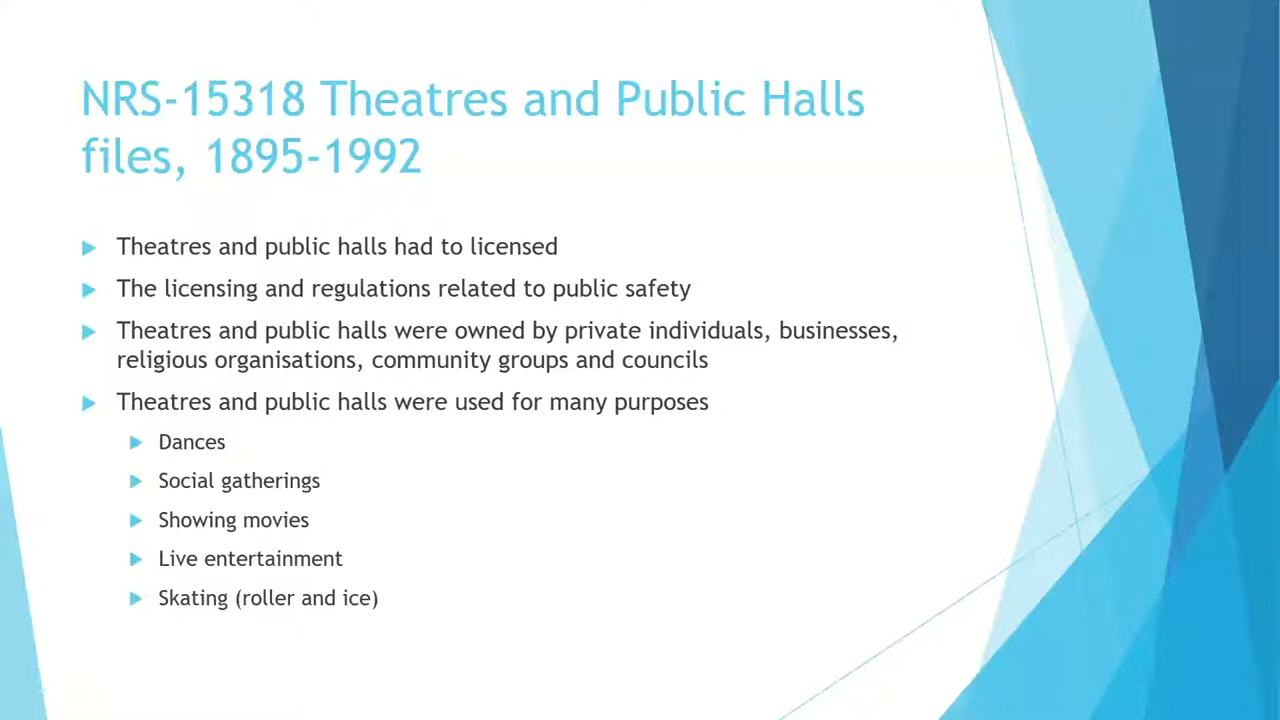 NRS-15318 Theatres and Public Halls
files, 1895-1992
Theatres and public halls had to licensed
The licensing and regulations related to public safety
Theatres and public halls were owned by private individuals, businesses,
religious organisations, community groups and councils
Theatres and public halls were used for many purposes
Dances
Social gatherings
Showing movies
Live entertainment
Skating (roller and ice)